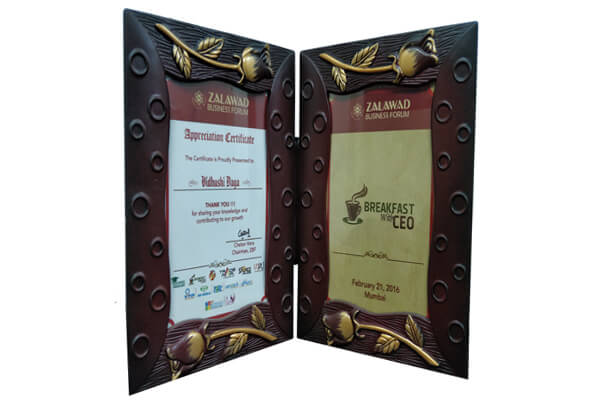 ZALAWAD
BUSINESS FORUM
Appreciation Certificate
The Certificate is Proudly Presented to
Vidhushi Daga
THANK YOU !!!
for sharing your knowledge and
contributing to our growth
Chairman, ZBF
ZALAWAD
BUSINESS FORUM
BREAKFAST
With
CEO
February 21, 2016
Mumbai